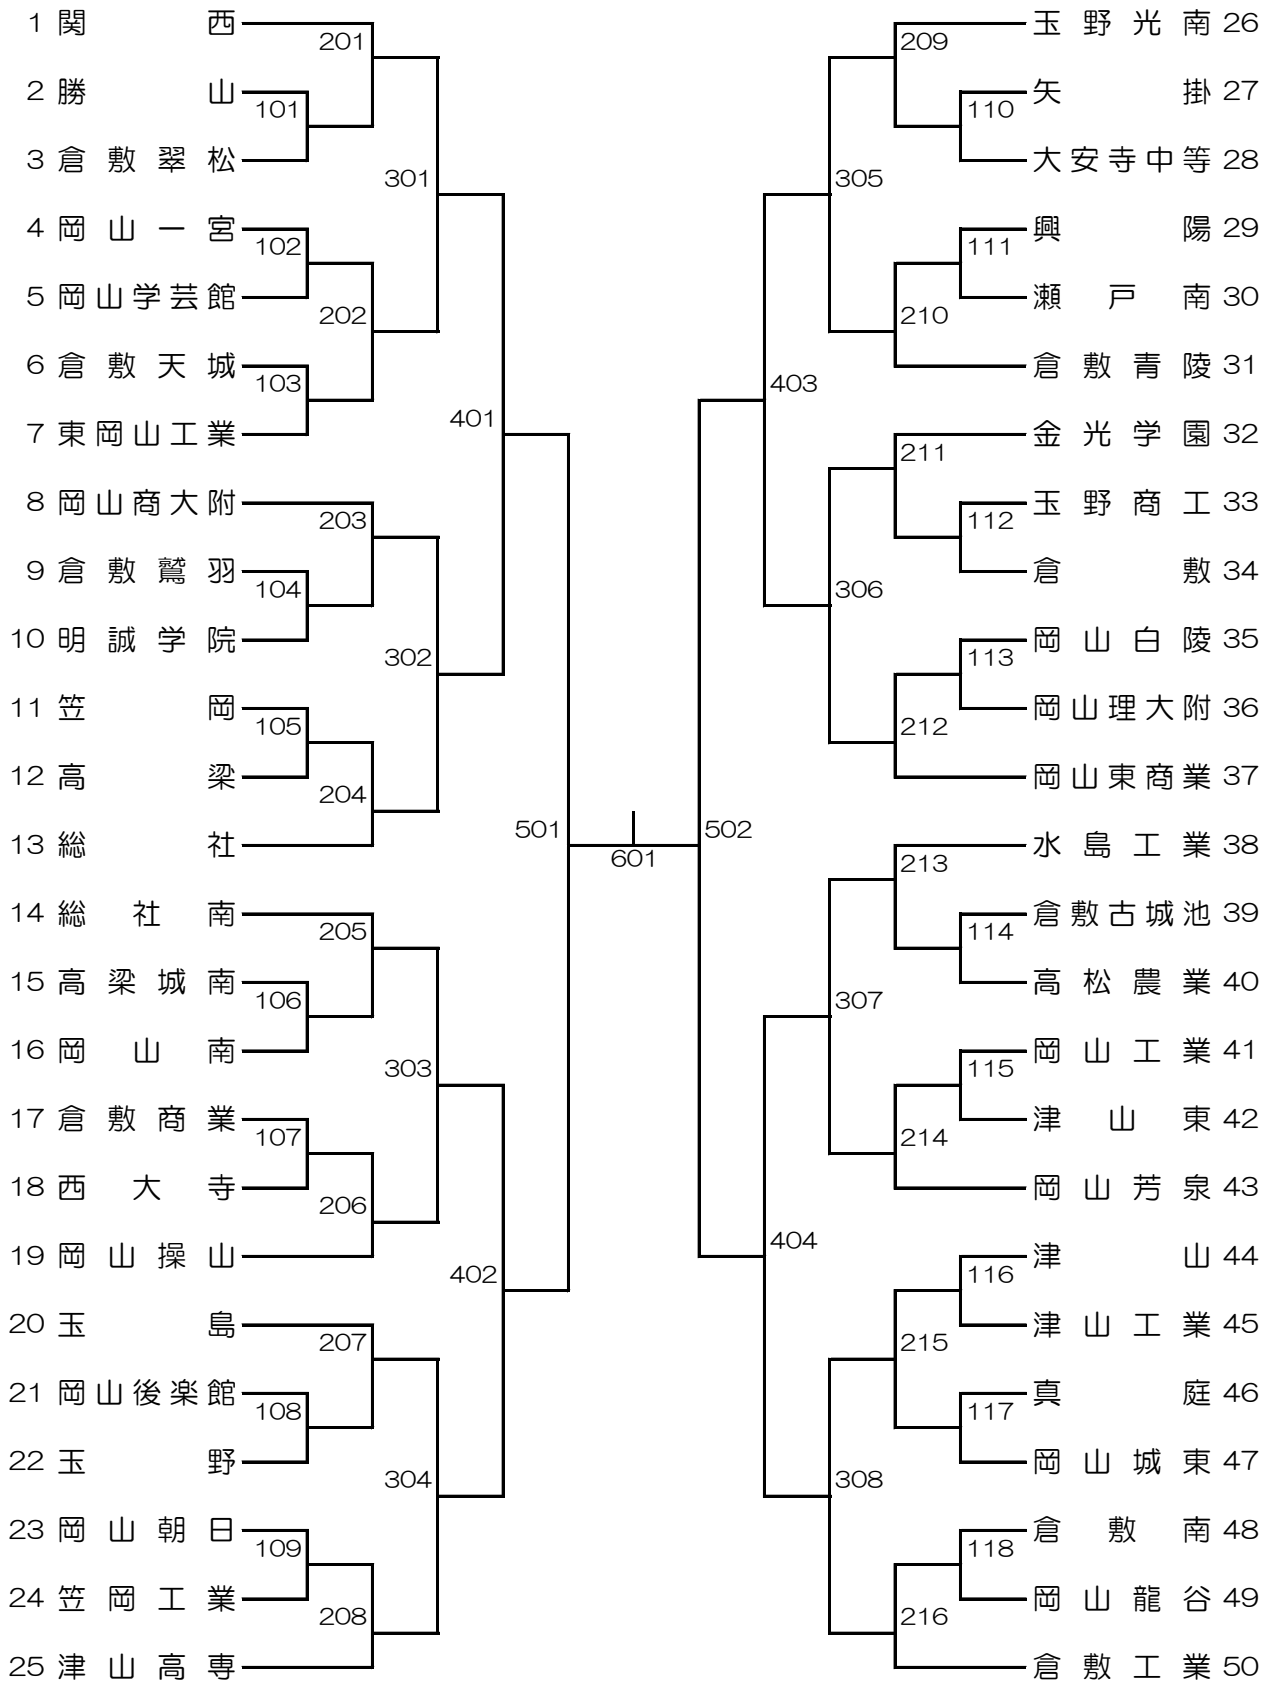 1 関西
2 勝山
3 倉敷翠松
4 岡山一宮
5 岡山学芸館
6 倉敷天城
7 東岡山工業
8 岡山商大附
9 倉敷鷲羽
10 明誠学院
11 笠岡
12 高梁
13 総社
14 総社南
15 高梁城南
16 岡山南
17 倉敷商業
18 西大寺
19 岡山操山
20 玉島
21 岡山後楽館
22 玉野
23 岡山朝日
24 笠岡工業
25 津山高専
101
102
103
104
105
106
107
108
109
201
202
203
204
205
206
207
208
301
302
303
304
401
402
501
601
502
403
404
305
306
307
308
209
210
211
212
213
214
215
216
110
111
112
113
114
115
116
117
118
玉野光南 26
矢掛 27
大安寺中等 28
興陽 29
瀬戸南 30
倉敷青陵 31
金光学園 32
玉野商工 33
倉敷 34
岡山白陵 35
岡山理大附 36
岡山東商業 37
水島工業 38
倉敷古城池 39
高松農業 40
岡山工業 41
津山東 42
岡山芳泉 43
津山 44
津山工業 45
真庭 46
岡山城東 47
倉敷南 48
岡山龍谷 49
倉敷工業 50